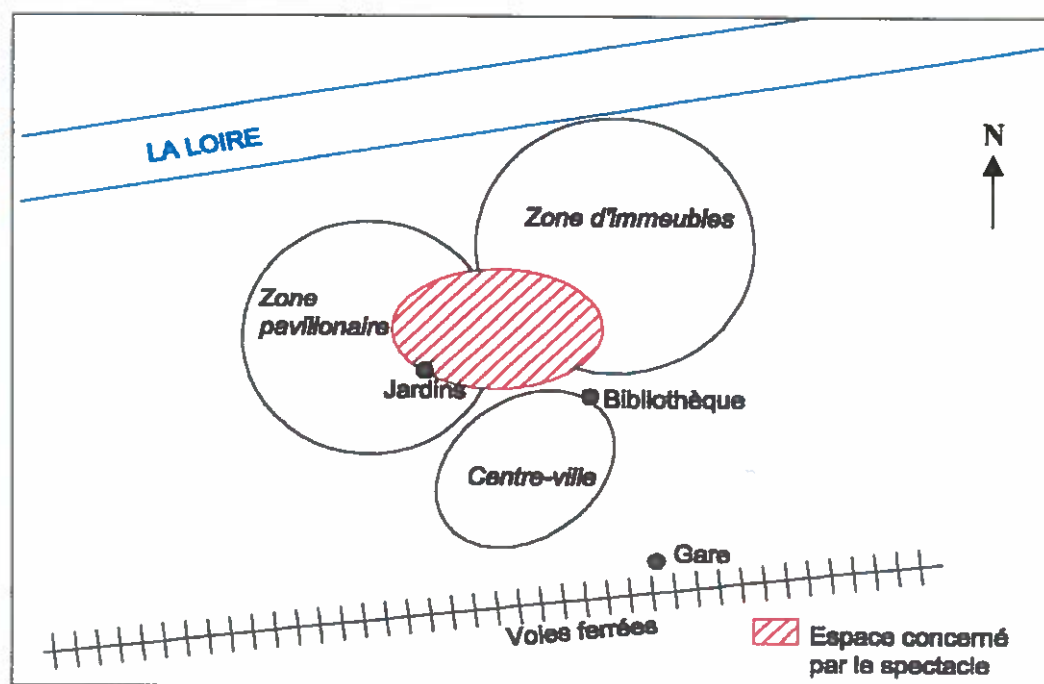 LA LOIRE
N
Zone d'immeubles
Zone
pavillonaire
Jardins
Bibliothèque
Centre-ville
Gare
Voies ferrées
Espace concerné
par le spectacle